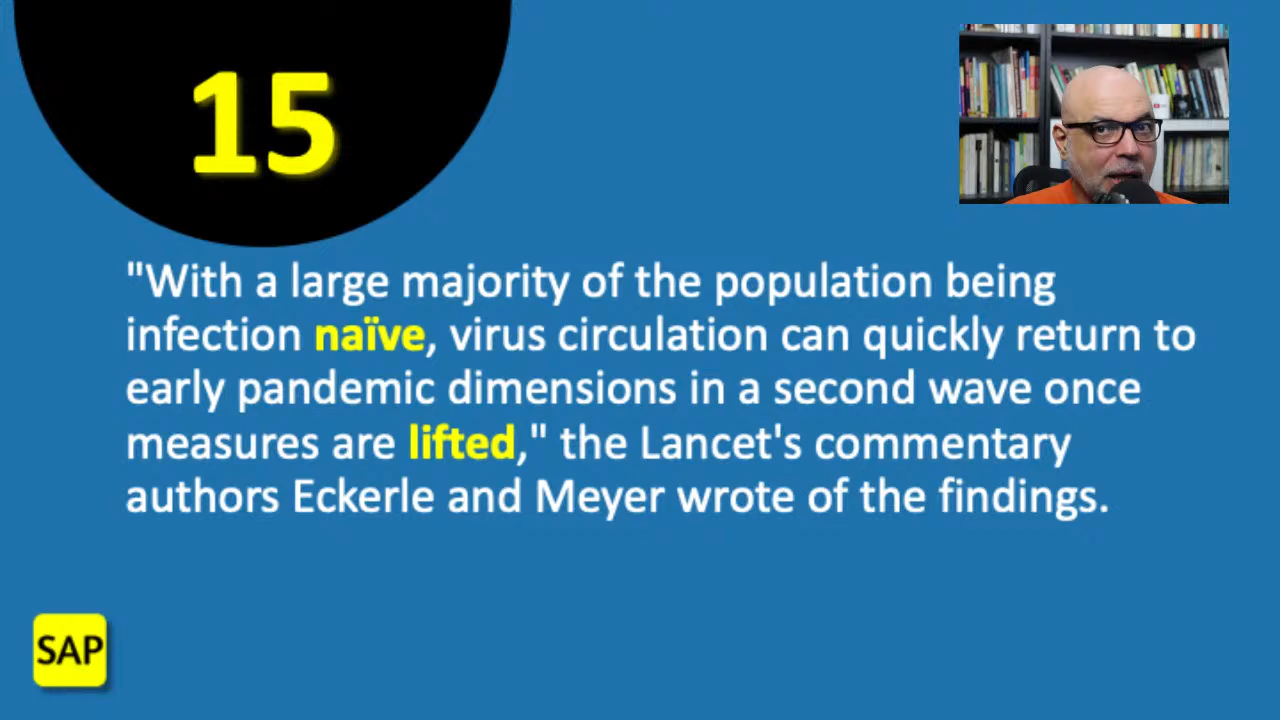 15
"With a large majority of the population being
infection naïve, virus circulation can quickly return to
early pandemic dimensions in a second wave once
measures are lifted," the Lancet's commentary
authors Eckerle and Meyer wrote of the findings.
SAP